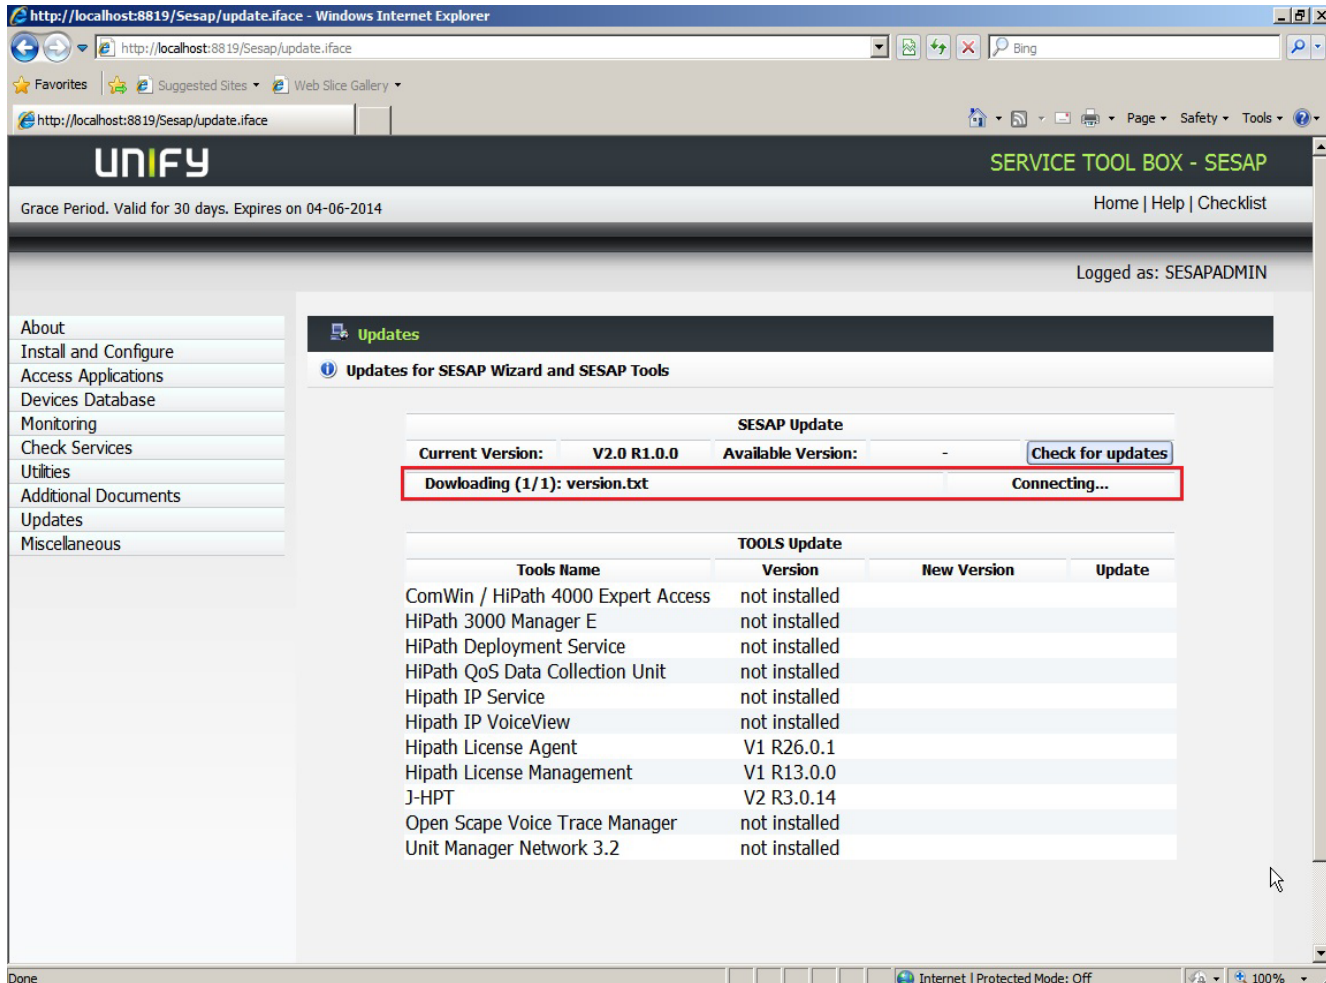 http://localhost:8819/Sesap/update.iface - Windows Internet Explorer
http://localhost:8819/Sesap/update.iface
Bing
Favorites Suggested Sites Web Slice Gallery
http://localhost:8819/Sesap/update.iface Page Safety Tools
UNIFY SERVICE TOOL BOX - SESAP
Grace Period. Valid for 30 days. Expires on 04-06-2014 Home | Help | Checklist
Logged as: SESAPADMIN
About
Install and Configure
Access Applications
Devices Database
Monitoring
Check Services
Utilities
Additional Documents
Updates
Miscellaneous
Updates
Updates for SESAP Wizard and SESAP Tools
SESAP Update
Current Version: V2.0 R1.0.0 Available Version: - Check for updates
Dowloading (1/1): version.txt Connecting...
TOOLS Update
Tools Name Version New Version Update
ComWin / HiPath 4000 Expert Access not installed
HiPath 3000 Manager E not installed
HiPath Deployment Service not installed
HiPath QoS Data Collection Unit not installed
Hipath IP Service not installed
Hipath IP VoiceView not installed
Hipath License Agent V1 R26.0.1
Hipath License Management V1 R13.0.0
J-HPT V2 R3.0.14
Open Scape Voice Trace Manager not installed
Unit Manager Network 3.2 not installed
Done Internet | Protected Mode: Off 100%